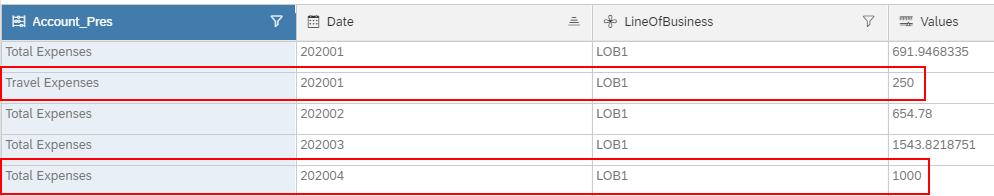 Account_Pres Date LineOfBusiness Values
Total Expenses 202001 LOB1 691.9468335
Travel Expenses 202001 LOB1 250
Total Expenses 202002 LOB1 654.78
Total Expenses 202003 LOB1 1543.8218751
Total Expenses 202004 LOB1 1000